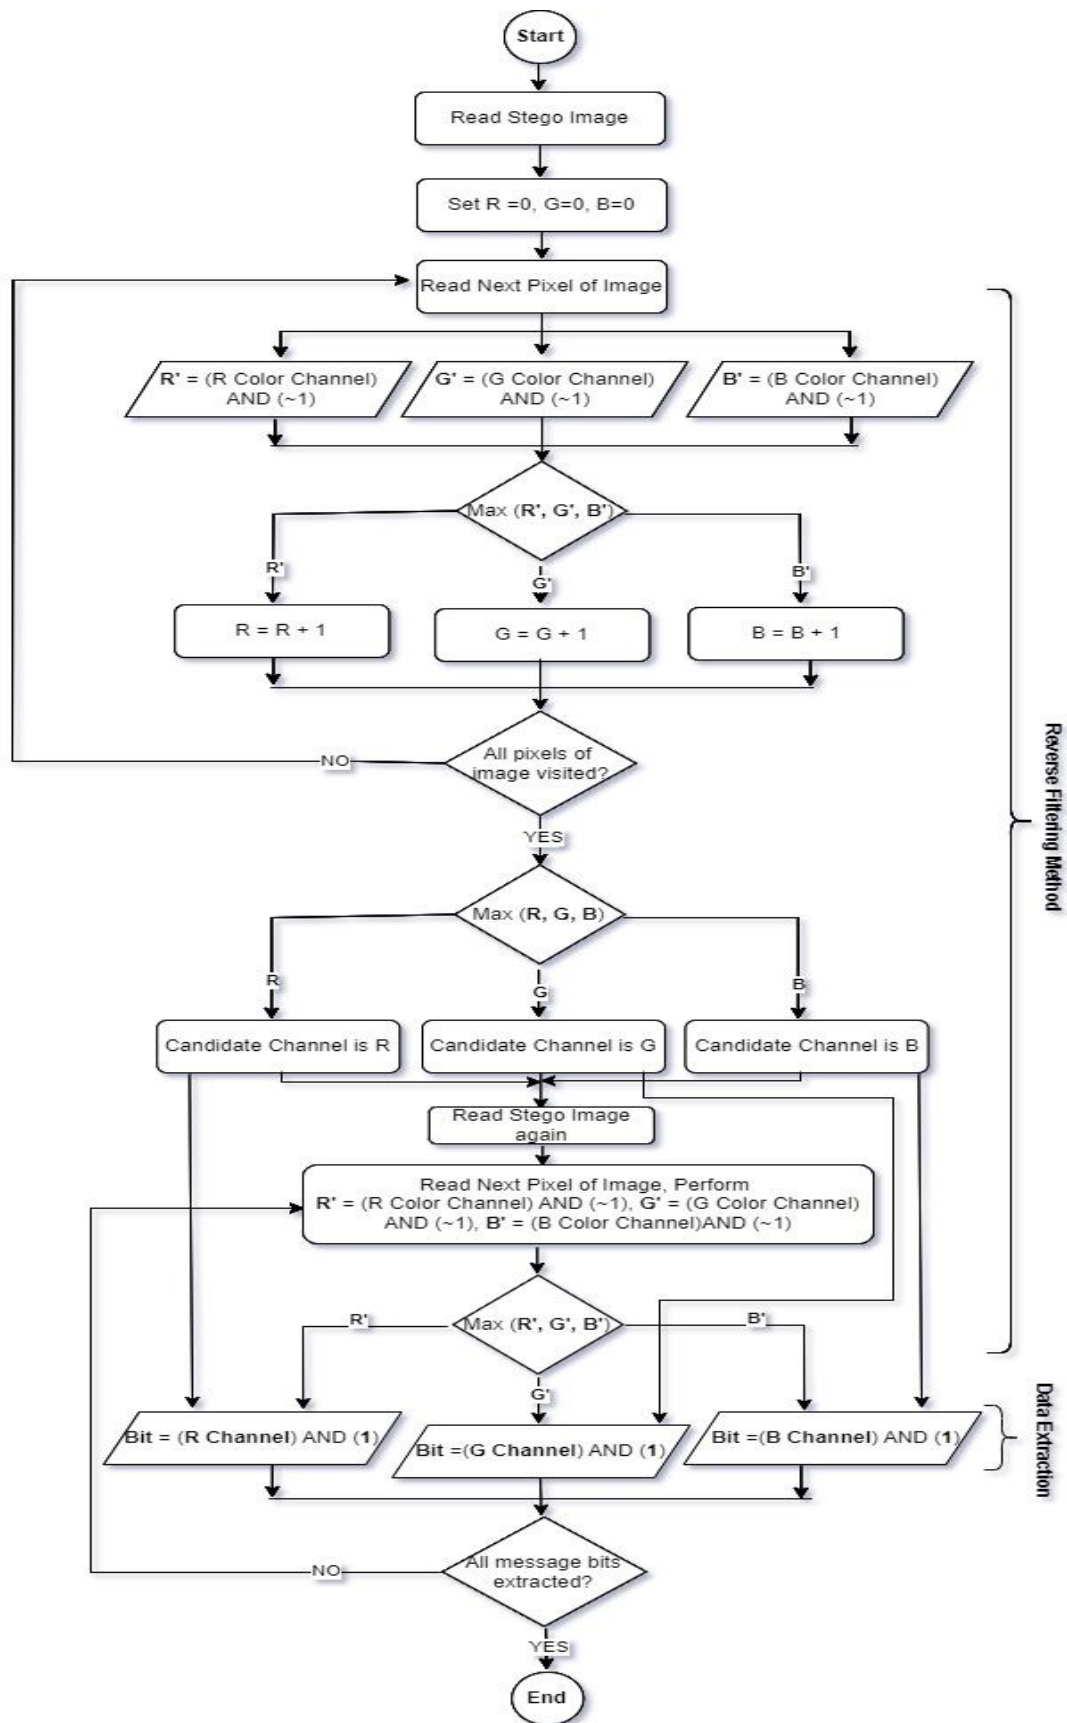 Start
Read Stego Image
Set R =0, G=0, B=0
Read Next Pixel of Image
R' = (R Color Channel)
AND (~1)
G' = (G Color Channel)
AND (~1)
B' = (B Color Channel)
AND (~1)
Max (R', G', B')
R'
G'
B'
R = R + 1
G = G + 1
B = B + 1
All pixels of
image visited?
NO
YES
Max (R, G, B)
R
G
B
Candidate Channel is R
Candidate Channel is G
Candidate Channel is B
Read Stego Image
again
Read Next Pixel of Image, Perform
R' = (R Color Channel) AND (~1), G' = (G Color Channel)
AND (~1), B' = (B Color Channel)AND (~1)
Max (R', G', B')
R'
B'
G'
Bit = (R Channel) AND (1)
Bit =(G Channel) AND (1)
Bit =(B Channel) AND (1)
All message bits
extracted?
NO
YES
End
Reverse Filtering Method
Data Extraction